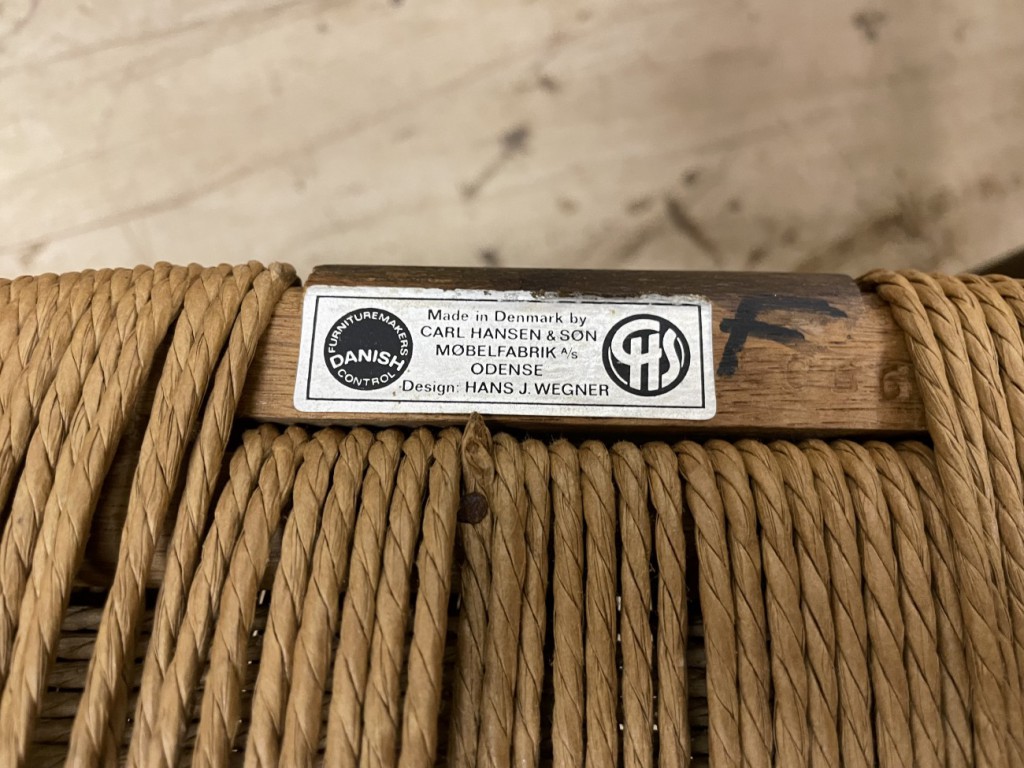 FURNITUREMAKERS
DANISH
CONTROL
Made in Denmark by
CARL HANSEN & SØN
MØBELFABRIK A/s
ODENSE
Design: HANS J. WEGNER
CHS
F